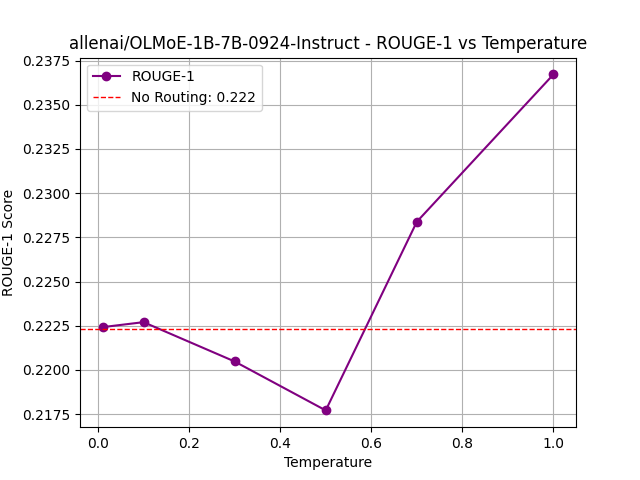 allenai/OLMoE-1B-7B-0924-Instruct - ROUGE-1 vs Temperature
ROUGE-1
No Routing: 0.222
ROUGE-1 Score
0.2375
0.2350
0.2325
0.2300
0.2275
0.2250
0.2225
0.2200
0.2175
0.0 0.2 0.4 0.6 0.8 1.0
Temperature